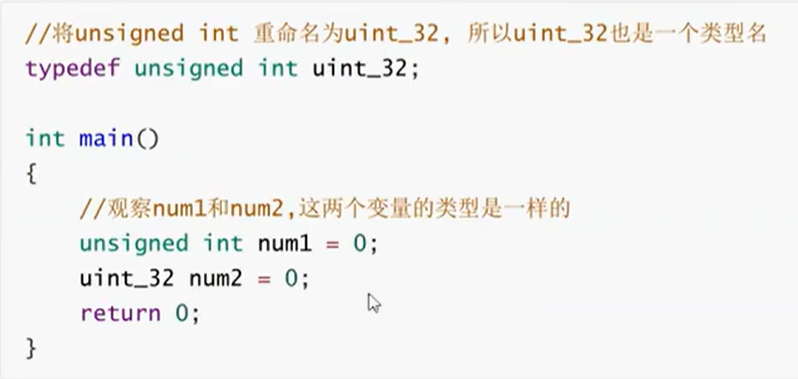 //将unsigned int 重命名为uint_32, 所以uint_32也是一个类型名
typedef unsigned int uint_32;
int main()
{
//观察num1和num2,这两个变量的类型是一样的
unsigned int num1 = 0;
uint_32 num2 = 0;
return 0;
}